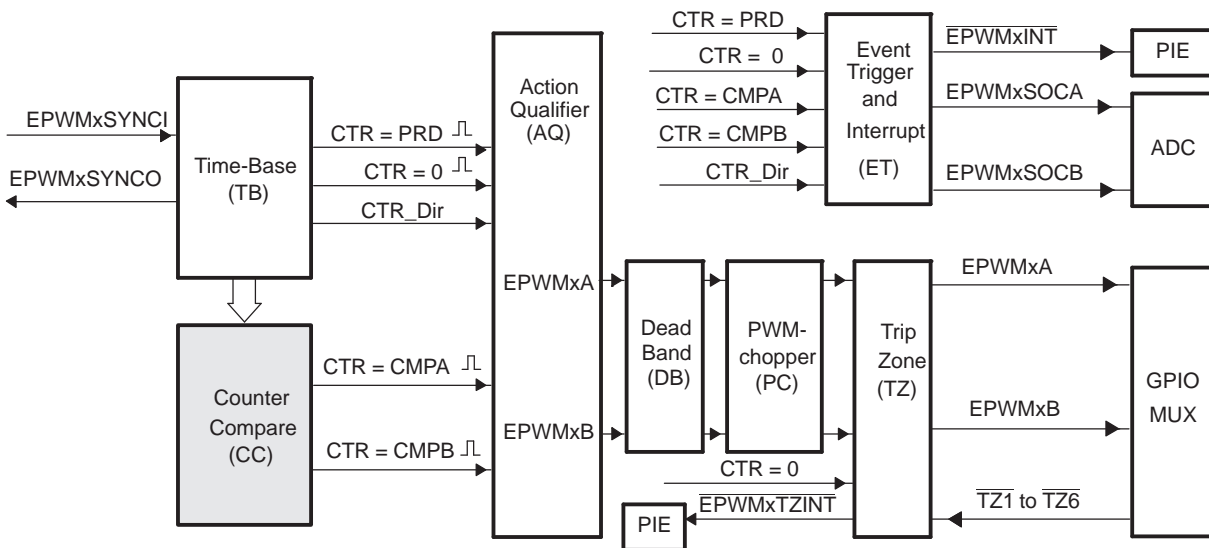 EPWMxSYNCI
EPWMxSYNCO
Time-Base
(TB)
CTR = PRD
CTR = 0
CTR_Dir
Counter
Compare
(CC)
CTR = CMPA
CTR = CMPB
Action
Qualifier
(AQ)
EPWMxA
EPWMxB
CTR = PRD
CTR = 0
CTR = CMPA
CTR = CMPB
CTR_Dir
Event
Trigger
and
Interrupt
(ET)
EPWMxINT
EPWMxSOCA
EPWMxSOCB
PIE
ADC
Dead
Band
(DB)
PWM-
chopper
(PC)
Trip
Zone
(TZ)
EPWMxA
EPWMxB
CTR = 0
EPWMxTZINT
PIE
TZ1 to TZ6
GPIO
MUX